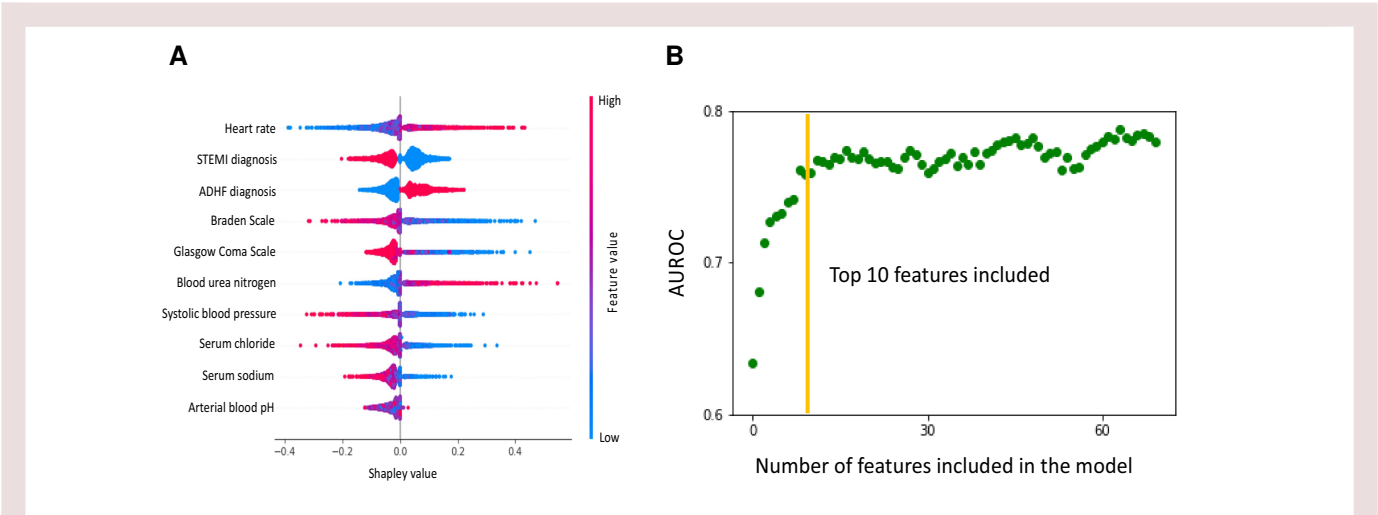 A
High
Heart rate
STEMI diagnosis
ADHF diagnosis
Braden Scale
Glasgow Coma Scale
Blood urea nitrogen
Systolic blood pressure
Serum chloride
Serum sodium
Arterial blood pH
Feature value
Low
−0.4 −0.2 0.0 0.2 0.4
Shapley value
B
0.8
0.7
0.6
AUROC
Top 10 features included
0 30 60
Number of features included in the model